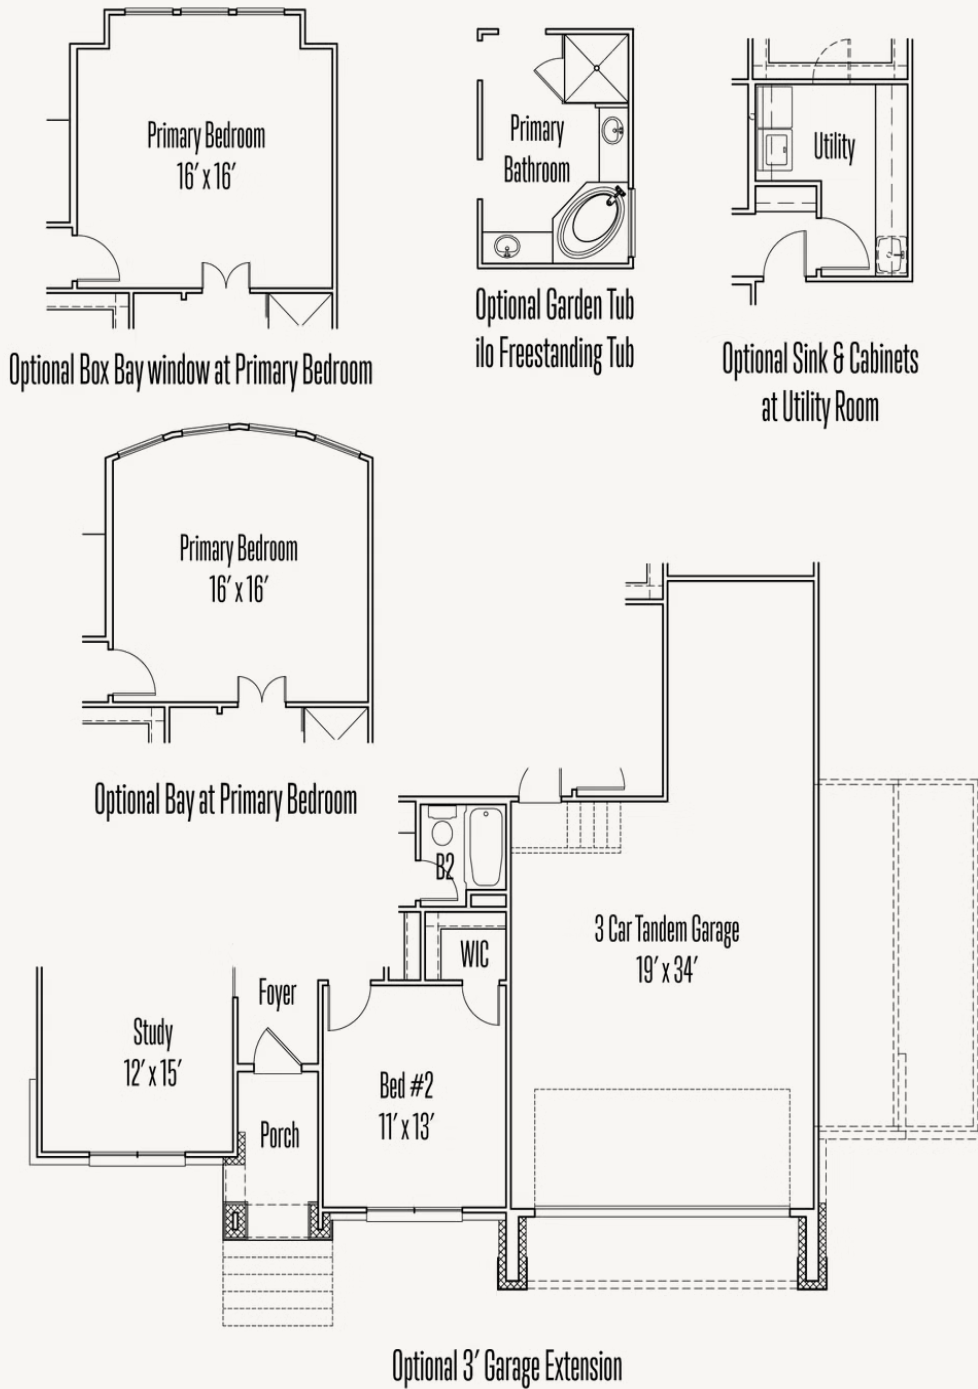 Primary Bedroom
16' x 16'
Optional Box Bay window at Primary Bedroom
Primary
Bathroom
Optional Garden Tub
ilo Freestanding Tub
Utility
Optional Sink & Cabinets
at Utility Room
Primary Bedroom
16' x 16'
Optional Bay at Primary Bedroom
B2
WIC
3 Car Tandem Garage
19' x 34'
Foyer
Study
12' x 15'
Bed #2
11' x 13'
Porch
Optional 3' Garage Extension